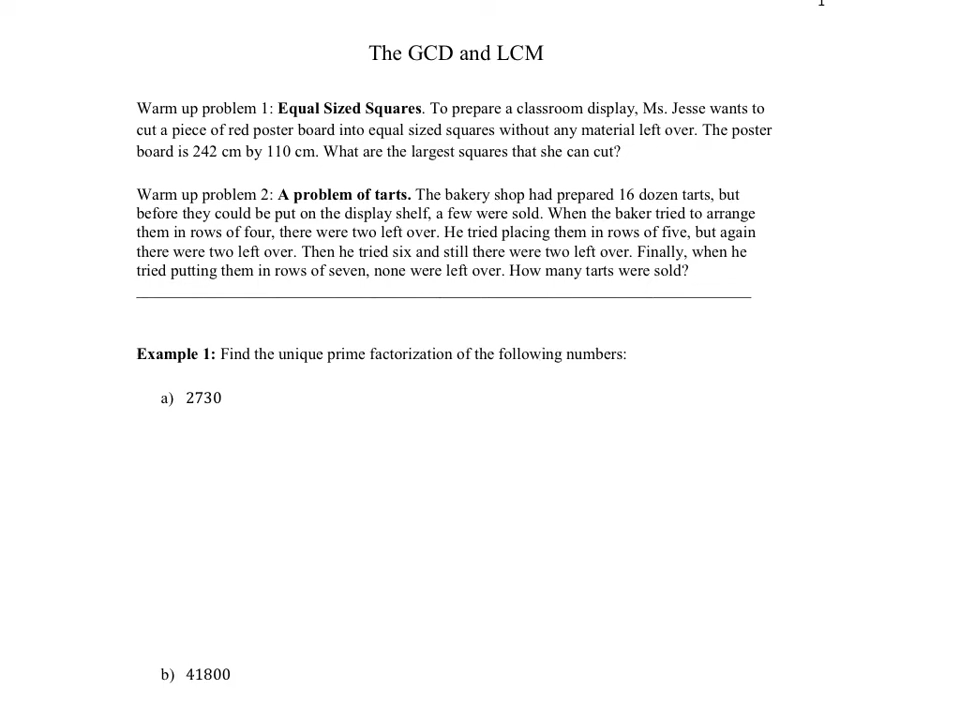 1
The GCD and LCM
Warm up problem 1: Equal Sized Squares. To prepare a classroom display, Ms. Jesse wants to
cut a piece of red poster board into equal sized squares without any material left over. The poster
board is 242 cm by 110 cm. What are the largest squares that she can cut?
Warm up problem 2: A problem of tarts. The bakery shop had prepared 16 dozen tarts, but
before they could be put on the display shelf, a few were sold. When the baker tried to arrange
them in rows of four, there were two left over. He tried placing them in rows of five, but again
there were two left over. Then he tried six and still there were two left over. Finally, when he
tried putting them in rows of seven, none were left over. How many tarts were sold?
Example 1: Find the unique prime factorization of the following numbers:
a) 2730
b) 41800